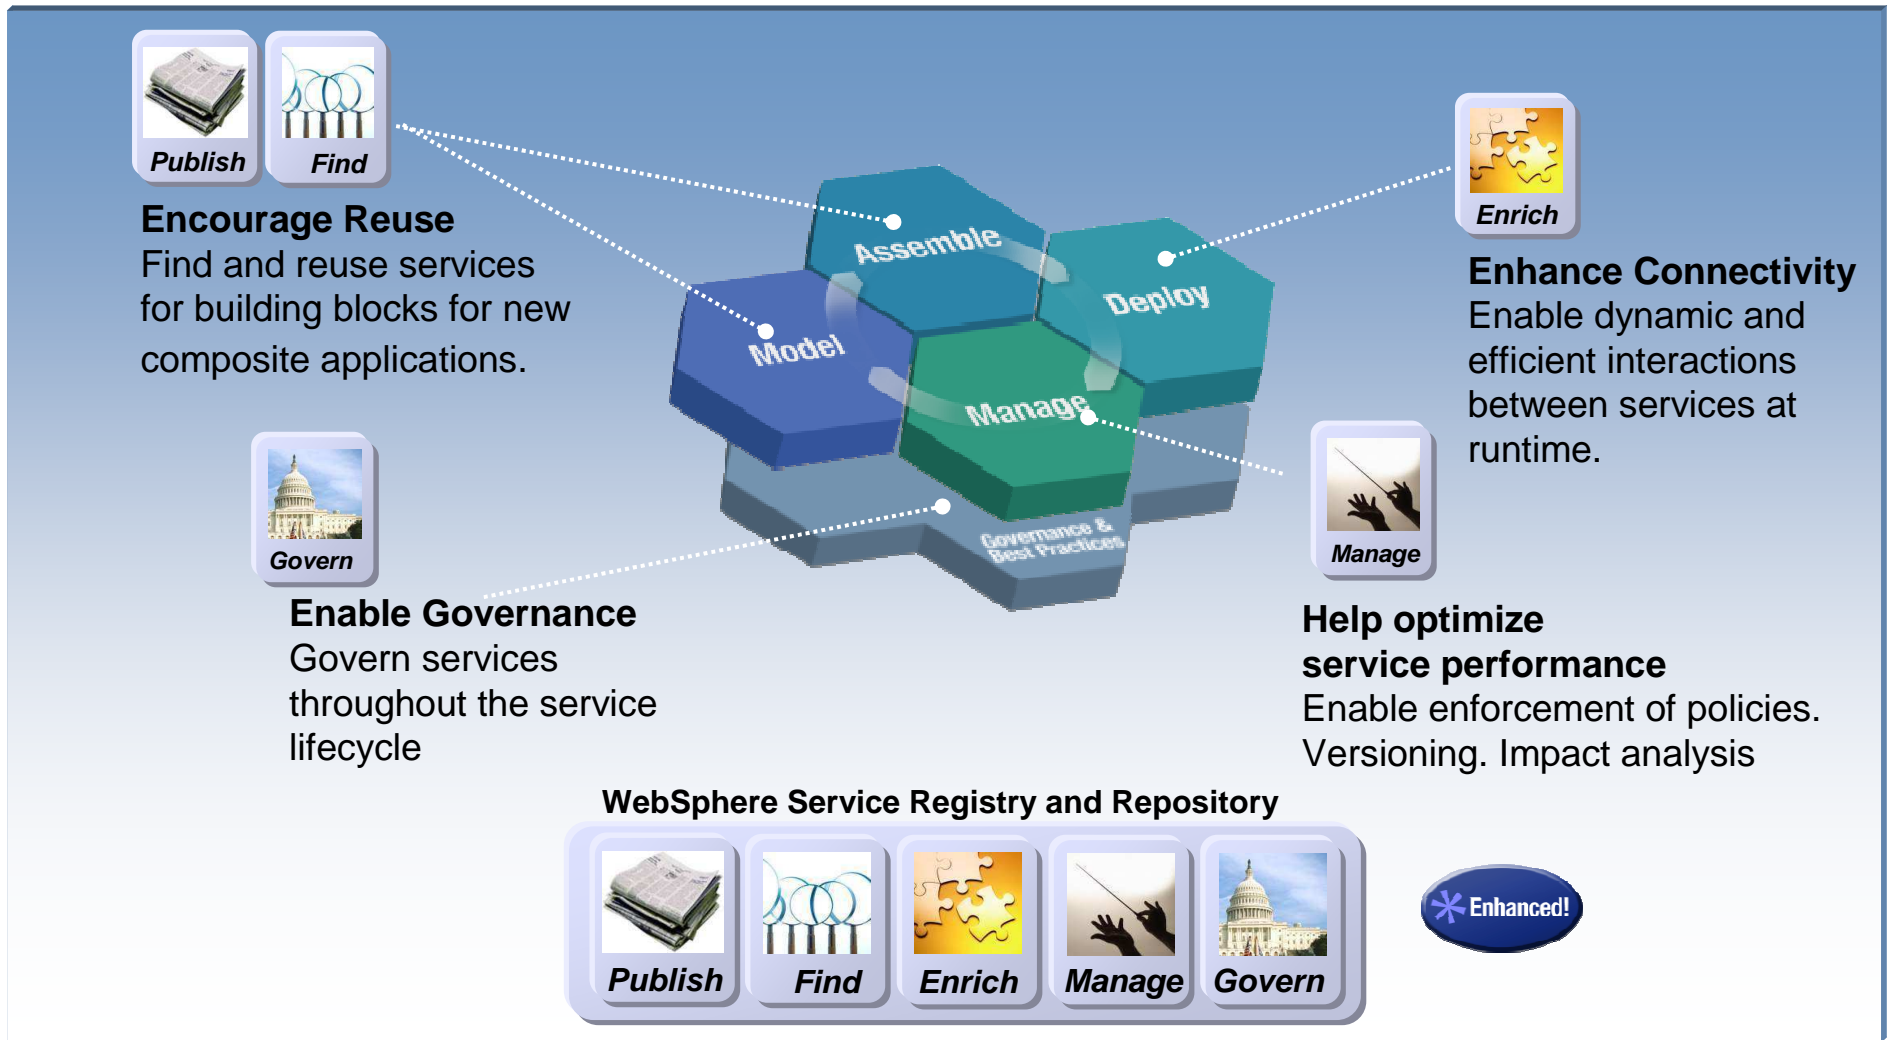 Publish
Find
Encourage Reuse
Find and reuse services
for building blocks for new
composite applications.
Enrich
Enhance Connectivity
Enable dynamic and
efficient interactions
between services at
runtime.
Assemble
Deploy
Model
Manage
Governance &
Best Practices
Govern
Enable Governance
Govern services
throughout the service
lifecycle
Manage
Help optimize
service performance
Enable enforcement of policies.
Versioning. Impact analysis
WebSphere Service Registry and Repository
Publish
Find
Enrich
Manage
Govern
Enhanced!